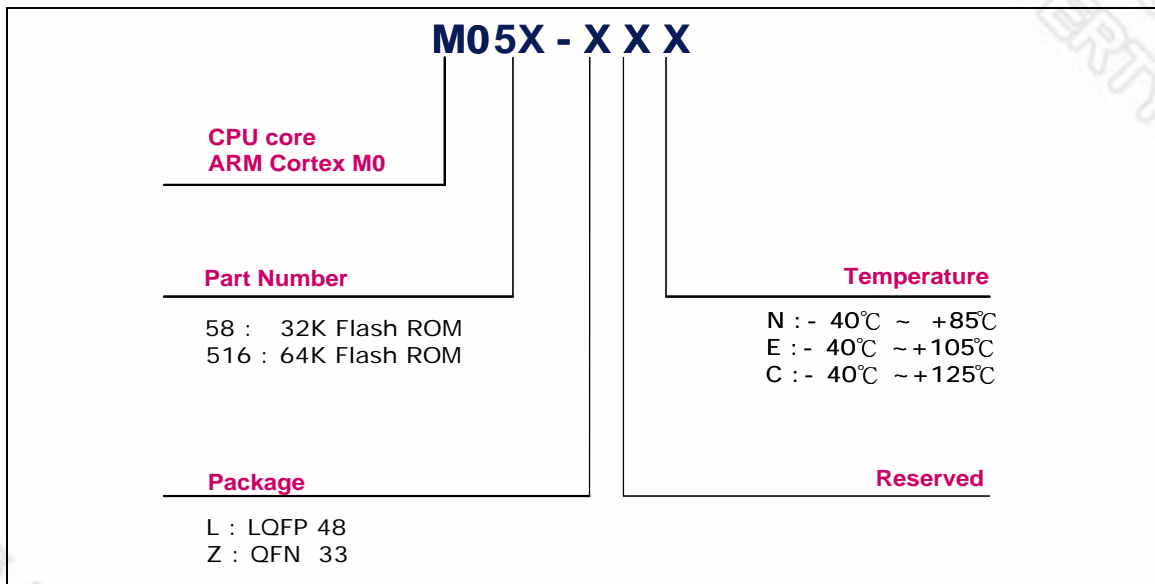 M05X - X X X
CPU core
ARM Cortex M0
Part Number
58 : 32K Flash ROM
516 : 64K Flash ROM
Temperature
N : - 40℃ ~ +85℃
E : - 40℃ ~ +105℃
C : - 40℃ ~ +125℃
Package
L : LQFP 48
Z : QFN 33
Reserved